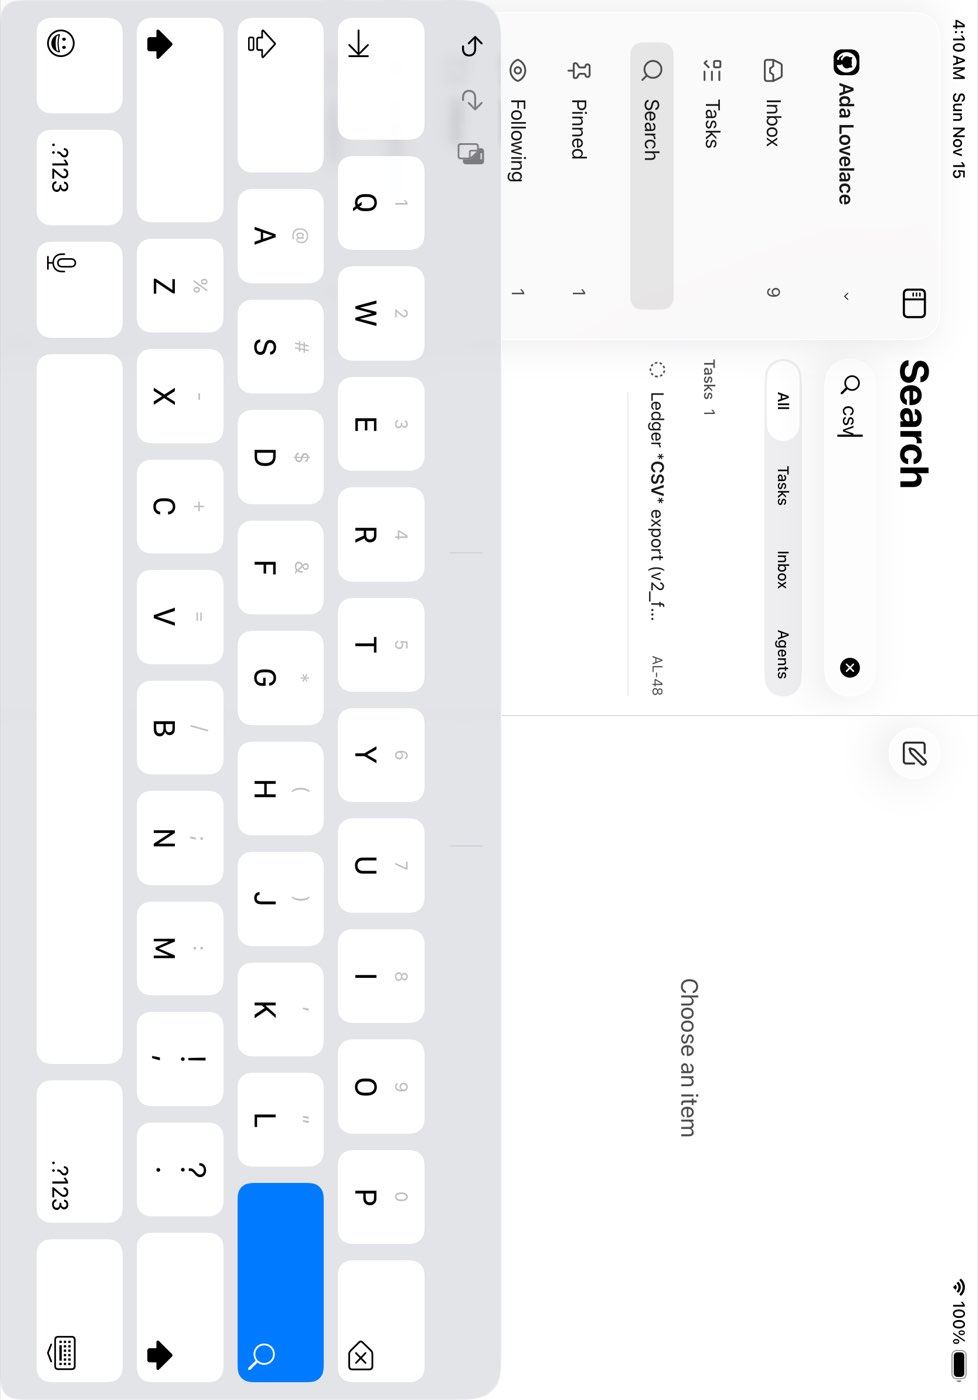 4:10 AM Sun Nov 15
100%
Ada Lovelace
Inbox 9
Tasks
Search
Pinned 1
Following 1
Search
csv
All Tasks Inbox Agents
Tasks 1
Ledger *CSV* export (v2_f... AL-48
Choose an item
1 2 3 4 5 6 7 8 9 0
Q W E R T Y U I O P
@ # $ & * ( ) ' "
A S D F G H J K L
% - + = / ; : ! ?
Z X C V B N M , .
.?123 .?123